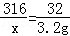 316/x = 32/3.2g